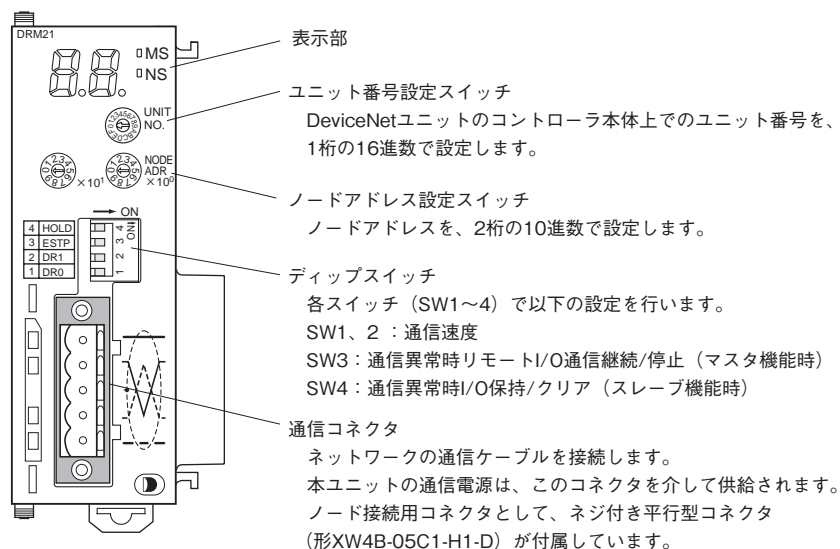 DRM21
MS
NS
UNIT
NO.
NODE
ADR
×10¹ ×10⁰
ON
4 HOLD
3 ESTP
2 DR1
1 DR0
1 2 3 4
ON
表示部
ユニット番号設定スイッチ
DeviceNetユニットのコントローラ本体上でのユニット番号を、
1桁の16進数で設定します。
ノードアドレス設定スイッチ
ノードアドレスを、2桁の10進数で設定します。
ディップスイッチ
各スイッチ（SW1～4）で以下の設定を行います。
SW1、2 ：通信速度
SW3：通信異常時リモートI/O通信継続/停止（マスタ機能時）
SW4：通信異常時I/O保持/クリア（スレーブ機能時）
通信コネクタ
ネットワークの通信ケーブルを接続します。
本ユニットの通信電源は、このコネクタを介して供給されます。
ノード接続用コネクタとして、ネジ付き平行型コネクタ
（形XW4B-05C1-H1-D）が付属しています。